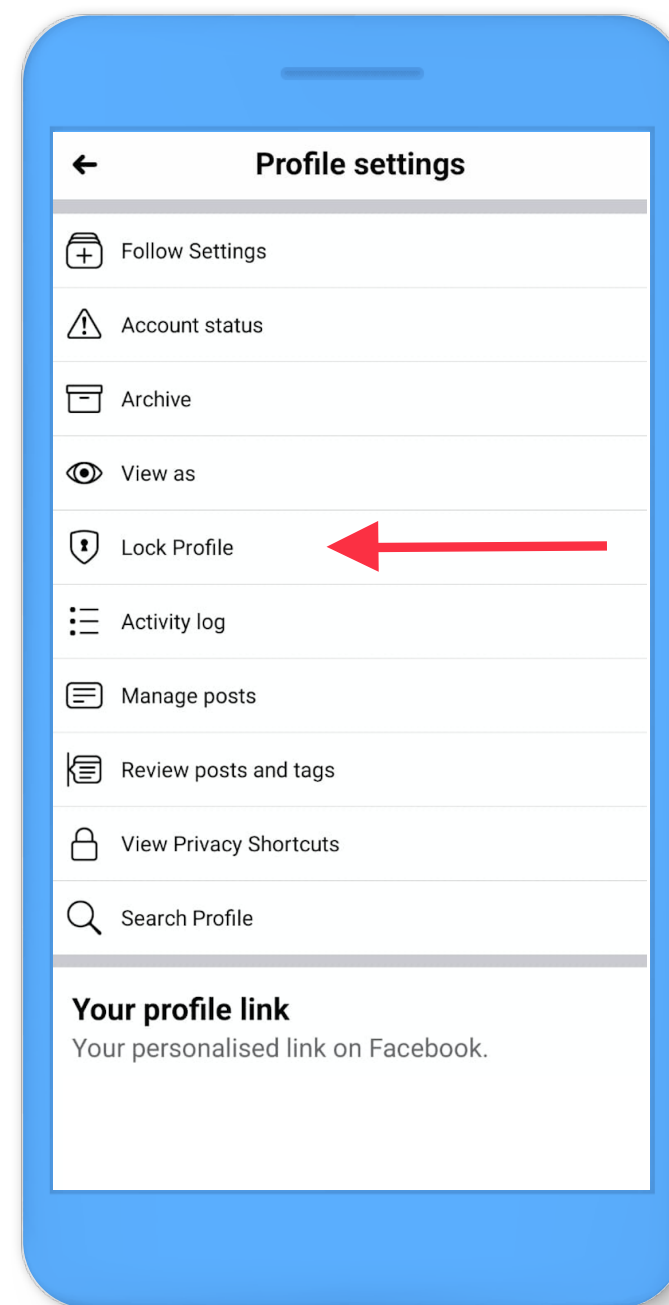 Profile settings
Follow Settings
Account status
Archive
View as
Lock Profile
Activity log
Manage posts
Review posts and tags
View Privacy Shortcuts
Search Profile
Your profile link
Your personalised link on Facebook.